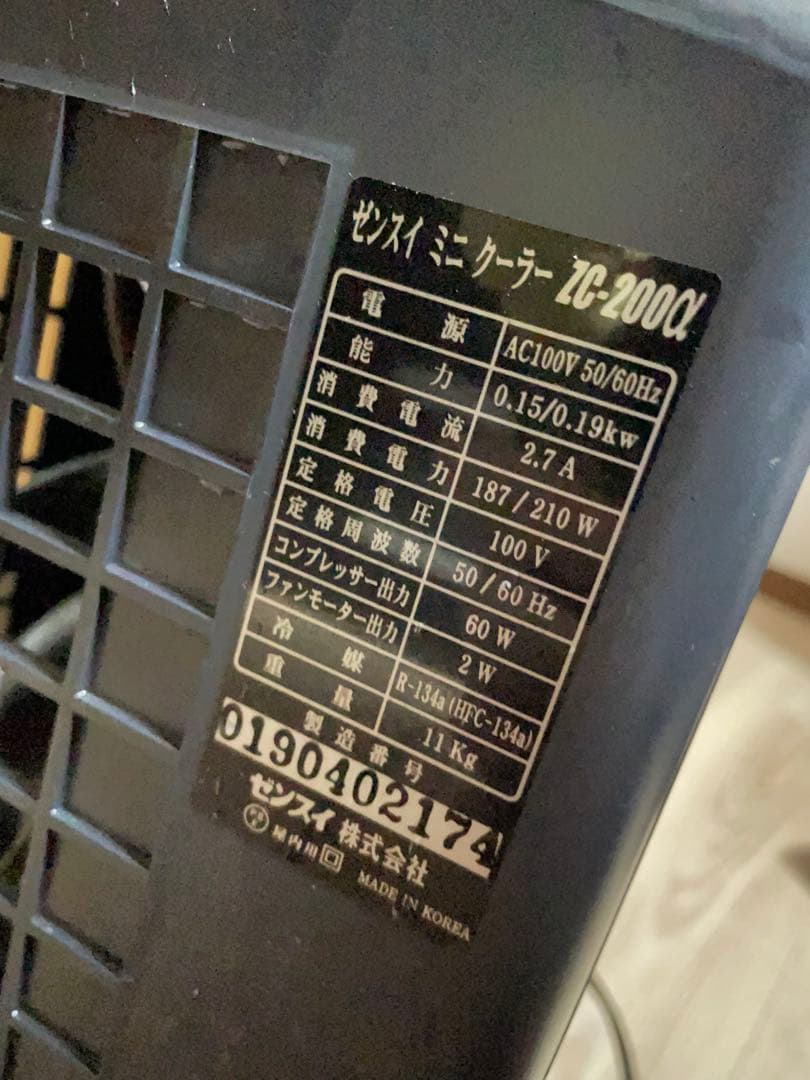 ゼンスイ ミニ クーラー ZC-200α
電源 AC100V 50/60Hz
能力 0.15/0.19kw
消費電流 2.7 A
消費電力 187/210 W
定格電圧 100 V
定格周波数 50/60 Hz
コンプレッサー出力 60 W
ファンモーター出力 2 W
冷媒 R-134a (HFC-134a)
重量 11 Kg
製造番号
0190402174
ゼンスイ 株式会社
屋内用
MADE IN KOREA